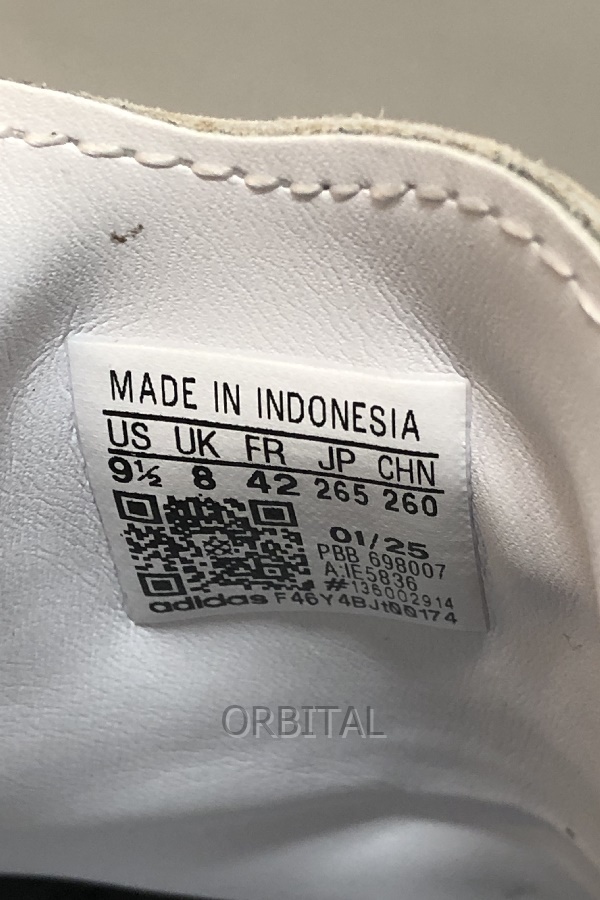 MADE IN INDONESIA
US UK FR JP CHN
9½ 8 42 265 260
01/25
PBB 698007
A:IE5836
#136002914
adidas F46Y4BJt00174
ORBITAL